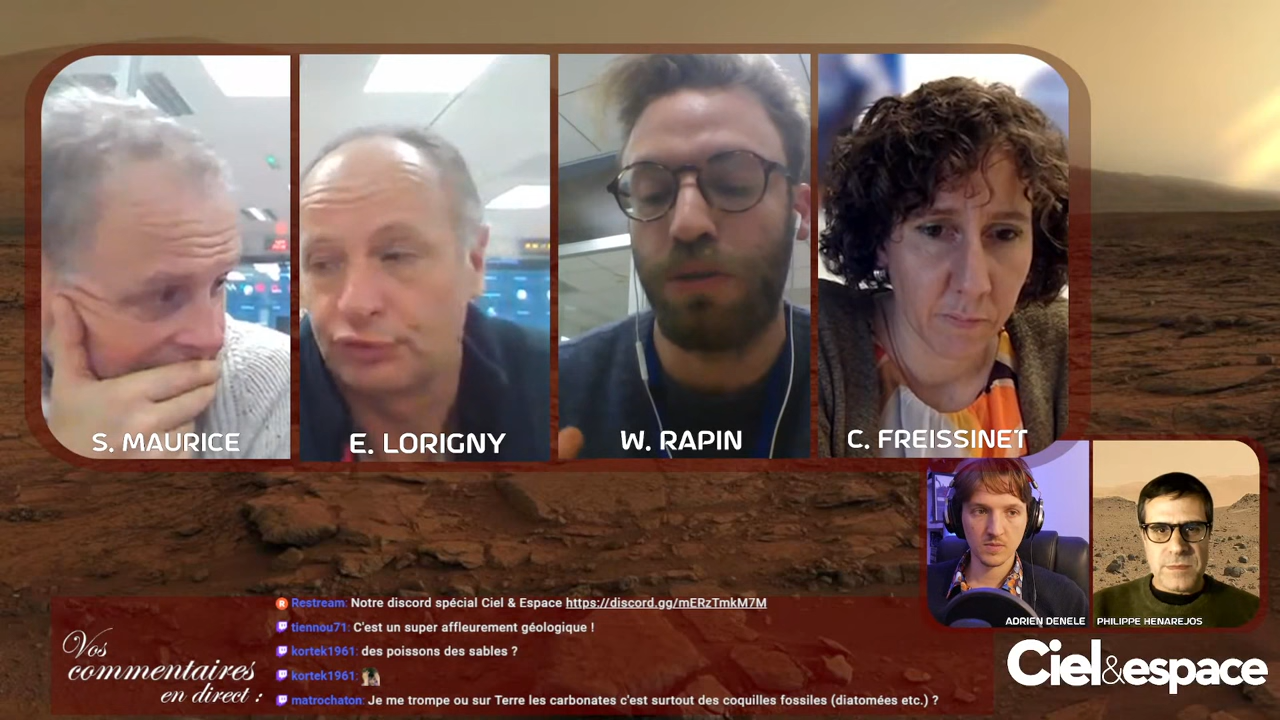 S. MAURICE
E. LORIGNY
W. RAPIN
C. FREISSINET
ADRIEN DENELE
PHILIPPE HENAREJOS
Vos
commentaires
en direct :
Restream: Notre discord spécial Ciel & Espace https://discord.gg/mERzTmkM7M
tiennou71: C'est un super affleurement géologique !
kortek1961: des poissons des sables ?
kortek1961:
matrochaton: Je me trompe ou sur Terre les carbonates c'est surtout des coquilles fossiles (diatomées etc.) ?
Ciel&espace